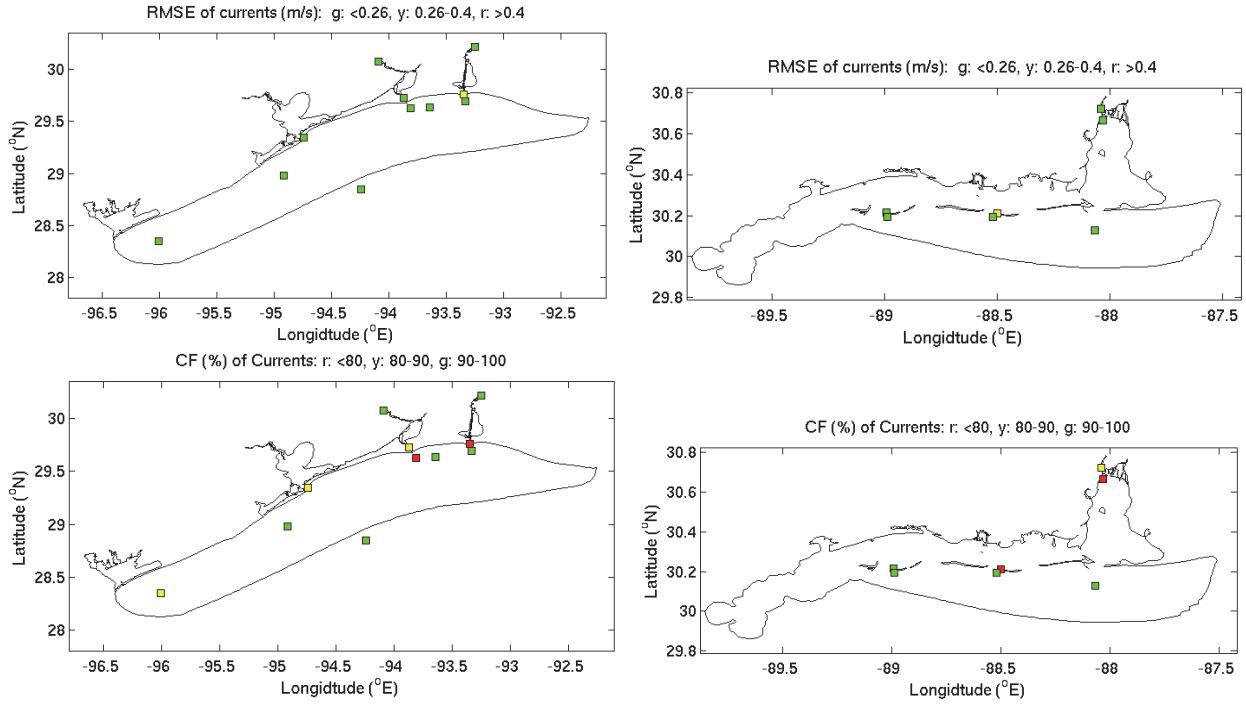 RMSE of currents (m/s): g: <0.26, y: 0.26-0.4, r: >0.4
30
29.5
29
28.5
28
Latitude (°N)
-96.5 -96 -95.5 -95 -94.5 -94 -93.5 -93 -92.5
Longidtude (°E)
RMSE of currents (m/s): g: <0.26, y: 0.26-0.4, r: >0.4
30.8
30.6
30.4
30.2
30
29.8
Latitude (°N)
-89.5 -89 -88.5 -88 -87.5
Longidtude (°E)
CF (%) of Currents: r: <80, y: 80-90, g: 90-100
30
29.5
29
28.5
28
Latitude (°N)
-96.5 -96 -95.5 -95 -94.5 -94 -93.5 -93 -92.5
Longidtude (°E)
CF (%) of Currents: r: <80, y: 80-90, g: 90-100
30.8
30.6
30.4
30.2
30
29.8
Latitude (°N)
-89.5 -89 -88.5 -88 -87.5
Longidtude (°E)